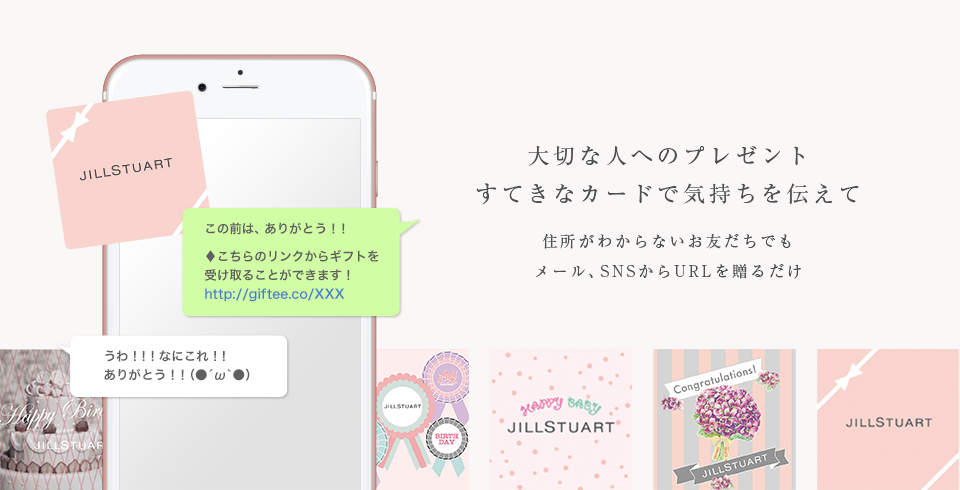 JILLSTUART
この前は、ありがとう！！
♦こちらのリンクからギフトを
受け取ることができます！
http://giftee.co/XXX
うわ！！！なにこれ！！
ありがとう！！(●´ω`●)
大切な人へのプレゼント
すてきなカードで気持ちを伝えて
住所がわからないお友だちでも
メール、SNSからURLを贈るだけ
Happy Bir
JILLSTUAR
JILLSTUART
BIRTH
DAY
HAPPY BABY
JILLSTUART
Congratulations!
JILLSTUART
JILLSTUART